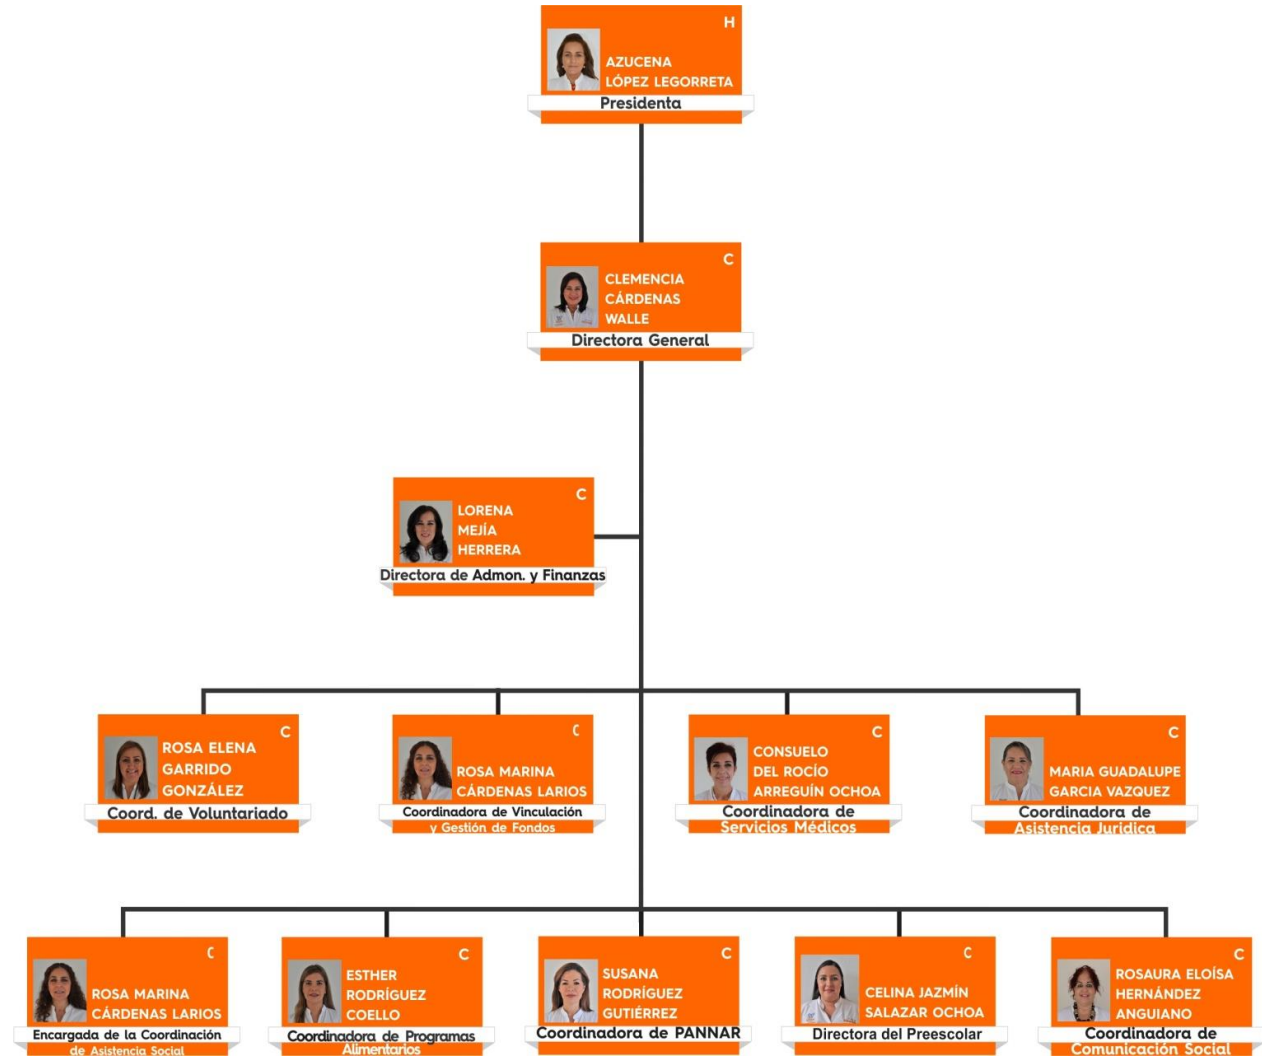 H
AZUCENA
LÓPEZ LEGORRETA
Presidenta
C
CLEMENCIA
CÁRDENAS
WALLE
Directora General
C
LORENA
MEJÍA
HERRERA
Directora de Admon. y Finanzas
C
ROSA ELENA
GARRIDO
GONZÁLEZ
Coord. de Voluntariado
C
ROSA MARINA
CÁRDENAS LARIOS
Coordinadora de Vinculación
y Gestión de Fondos
C
CONSUELO
DEL ROCÍO
ARREGUÍN OCHOA
Coordinadora de
Servicios Médicos
C
MARIA GUADALUPE
GARCIA VAZQUEZ
Coordinadora de
Asistencia Juridica
C
ROSA MARINA
CÁRDENAS LARIOS
Encargada de la Coordinación
de Asistencia Social
C
ESTHER
RODRÍGUEZ
COELLO
Coordinadora de Programas
Alimentarios
C
SUSANA
RODRÍGUEZ
GUTIÉRREZ
Coordinadora de PANNAR
C
CELINA JAZMÍN
SALAZAR OCHOA
Directora del Preescolar
C
ROSAURA ELOÍSA
HERNÁNDEZ
ANGUIANO
Coordinadora de
Comunicación Social